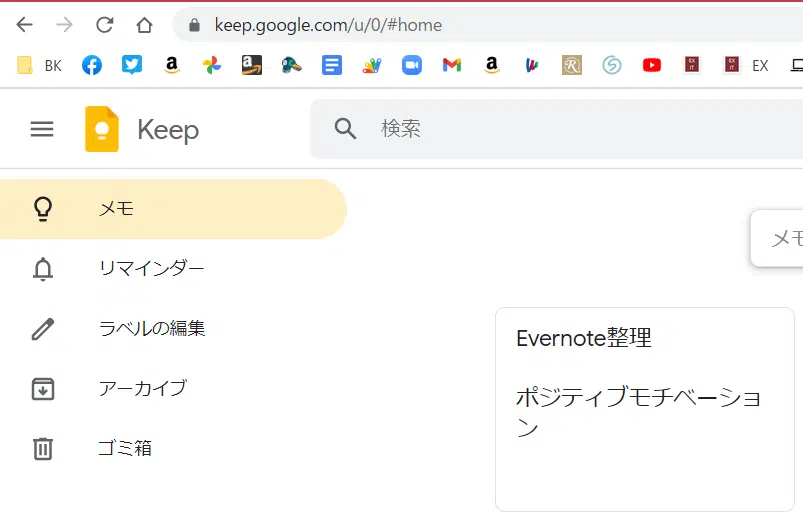 keep.google.com/u/0/#home
BK
EX
Keep
検索
メモ
リマインダー
ラベルの編集
アーカイブ
ゴミ箱
メモ
Evernote整理
ポジティブモチベーショ
ン